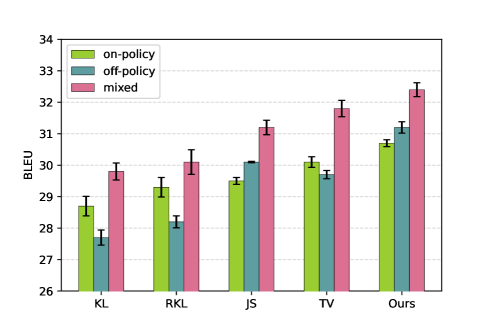 34
33
32
31
30
29
28
27
26
BLEU
on-policy
off-policy
mixed
KL RKL JS TV Ours